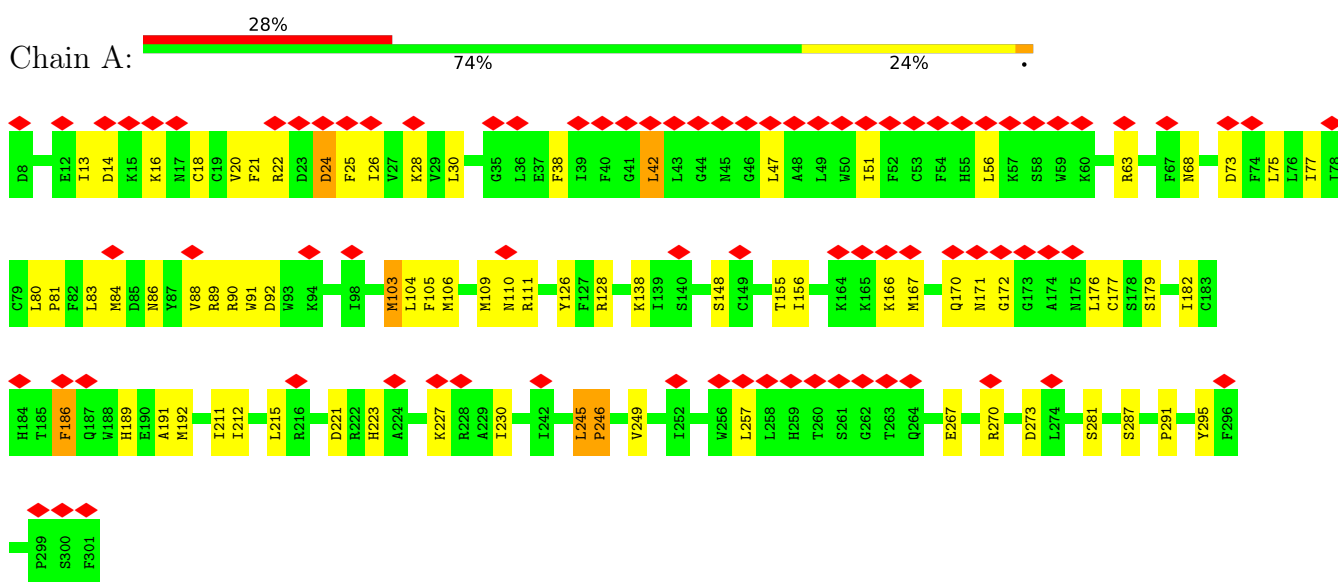 28%
Chain A:
74% 24% •
D8 E12 I13 D14 K15 K16 N17 C18 C19 V20 F21 R22 D23 D24 F25 I26 V27 K28 V29 L30 G35 L36 E37 F38 I39 F40 G41 L42 L43 G44 N45 G46 L47 A48 L49 W50 I51 F52 C53 F54 H55 L56 K57 S58 W59 K60 R63 F67 N68 D73 F74 L75 L76 I77 I78
C79 L80 P81 F82 L83 M84 D85 N86 Y87 V88 R89 R90 W91 D92 W93 K94 I98 M103 L104 F105 M106 M109 N110 R111 Y126 F127 R128 K138 I139 S140 S148 C149 T155 I156 K164 K165 K166 M167 Q170 N171 G172 G173 A174 N175 L176 C177 S178 S179 I182 C183
H184 T185 F186 Q187 W188 H189 E190 A191 M192 I211 I212 L215 R216 D221 R222 H223 A224 K227 R228 A229 I230 I242 L245 P246 V249 I252 W256 L257 L258 H259 T260 S261 G262 T263 Q264 E267 R270 D273 L274 S281 S287 P291 Y295 F296
P299 S300 F301